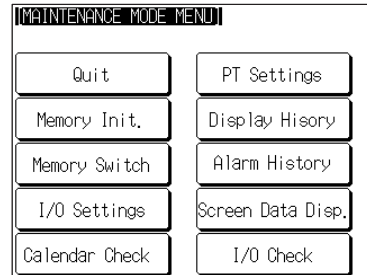 [MAINTENANCE MODE MENU]
Quit
PT Settings
Memory Init.
Display Hisory
Memory Switch
Alarm History
I/O Settings
Screen Data Disp.
Calendar Check
I/O Check